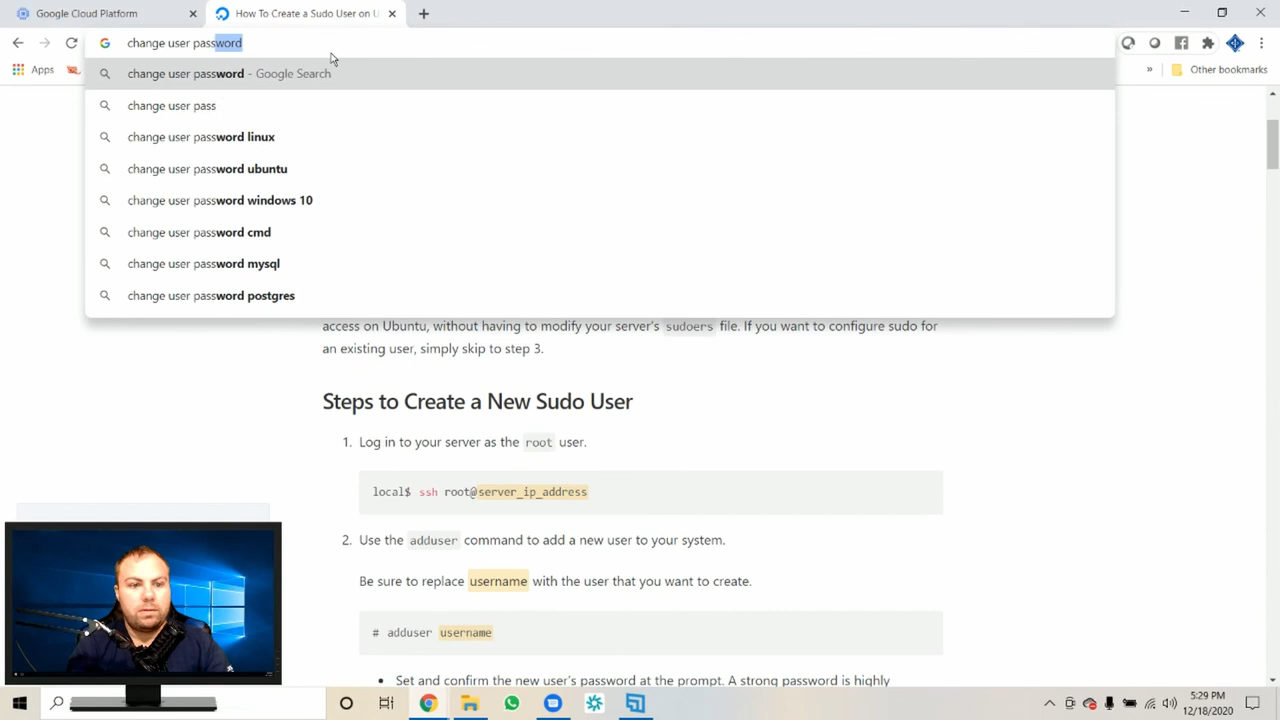 Google Cloud Platform
How To Create a Sudo User on U
change user password
Apps
Other bookmarks
change user password - Google Search
change user pass
change user password linux
change user password ubuntu
change user password windows 10
change user password cmd
change user password mysql
change user password postgres
access on Ubuntu, without having to modify your server's sudoers file. If you want to configure sudo for
an existing user, simply skip to step 3.
Steps to Create a New Sudo User
1. Log in to your server as the root user.
local$ ssh root@server_ip_address
2. Use the adduser command to add a new user to your system.
Be sure to replace username with the user that you want to create.
# adduser username
• Set and confirm the new user's password at the prompt. A strong password is highly
5:29 PM
12/18/2020